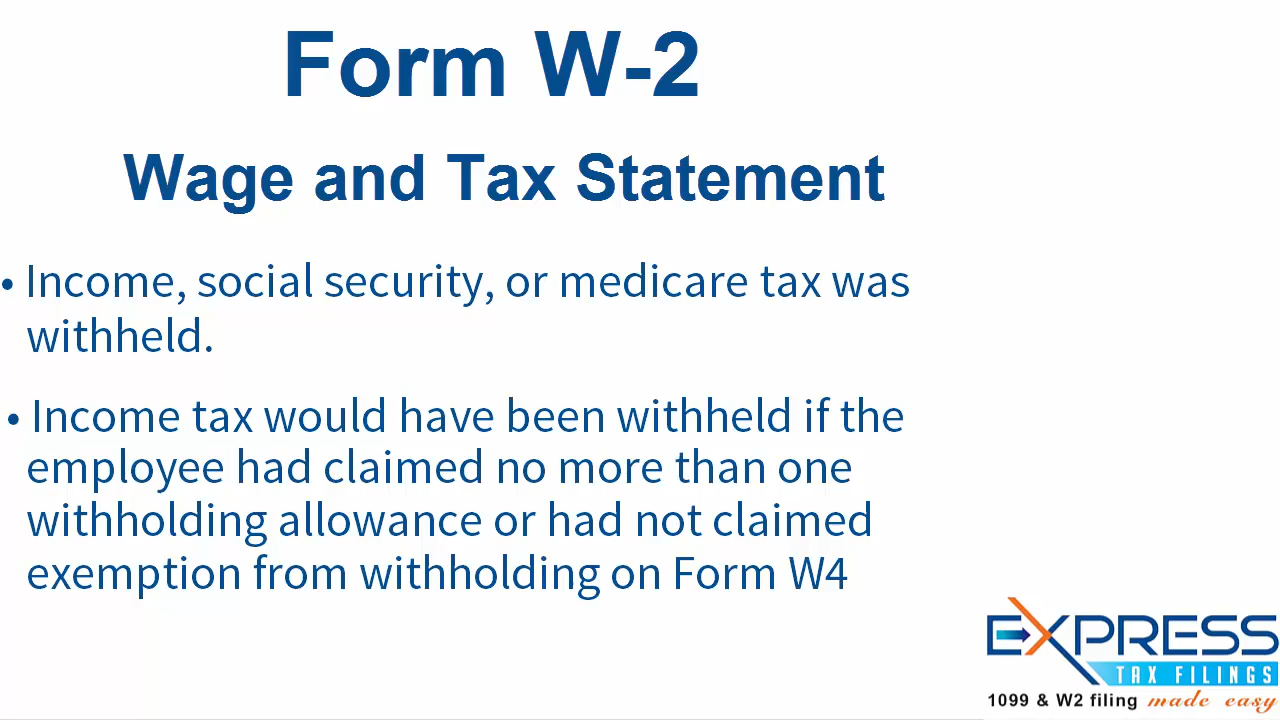 Form W-2
Wage and Tax Statement
• Income, social security, or medicare tax was
withheld.
• Income tax would have been withheld if the
employee had claimed no more than one
withholding allowance or had not claimed
exemption from withholding on Form W4
EXPRESS
TAX FILINGS
1099 & W2 filing made easy